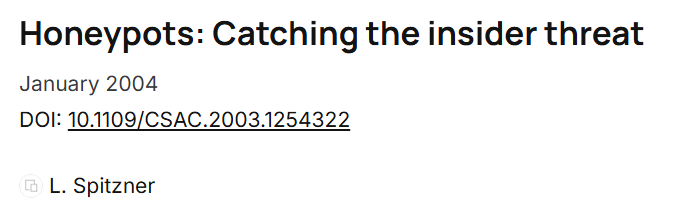 Honeypots: Catching the insider threat
January 2004
DOI: 10.1109/CSAC.2003.1254322
L. Spitzner